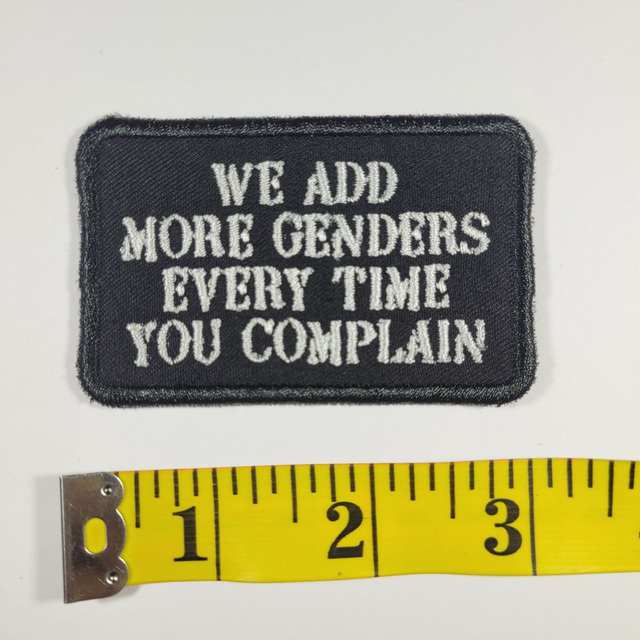 WE ADD
MORE GENDERS
EVERY TIME
YOU COMPLAIN
1 2 3